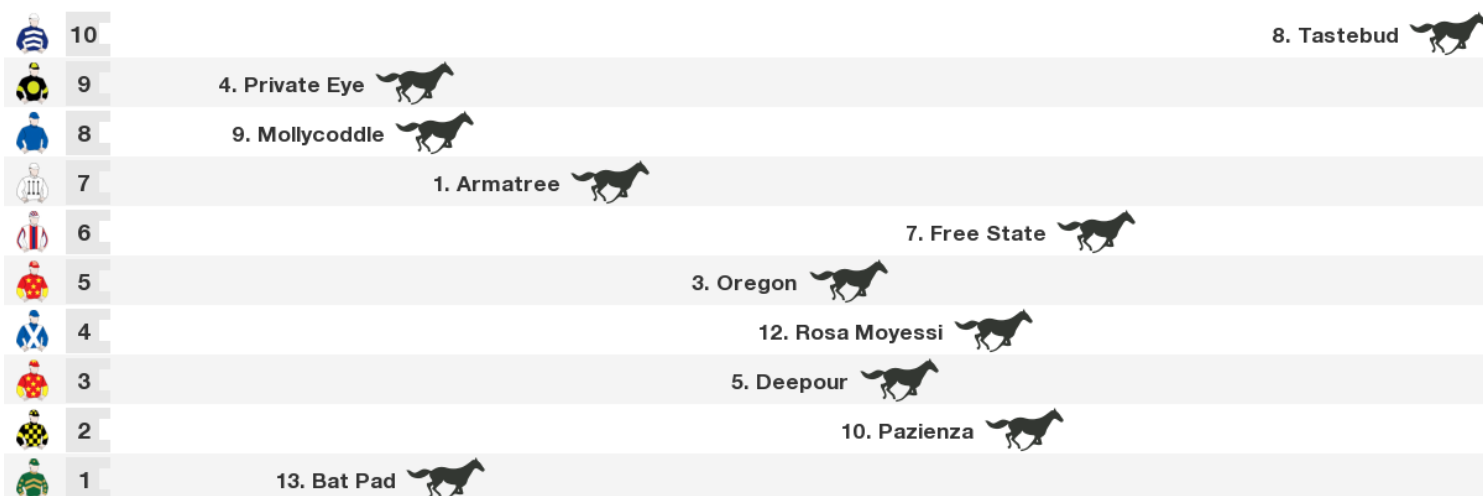 10 8. Tastebud
9 4. Private Eye
8 9. Mollycoddle
7 1. Armatree
6 7. Free State
5 3. Oregon
4 12. Rosa Moyessi
3 5. Deepour
2 10. Pazienza
1 13. Bat Pad